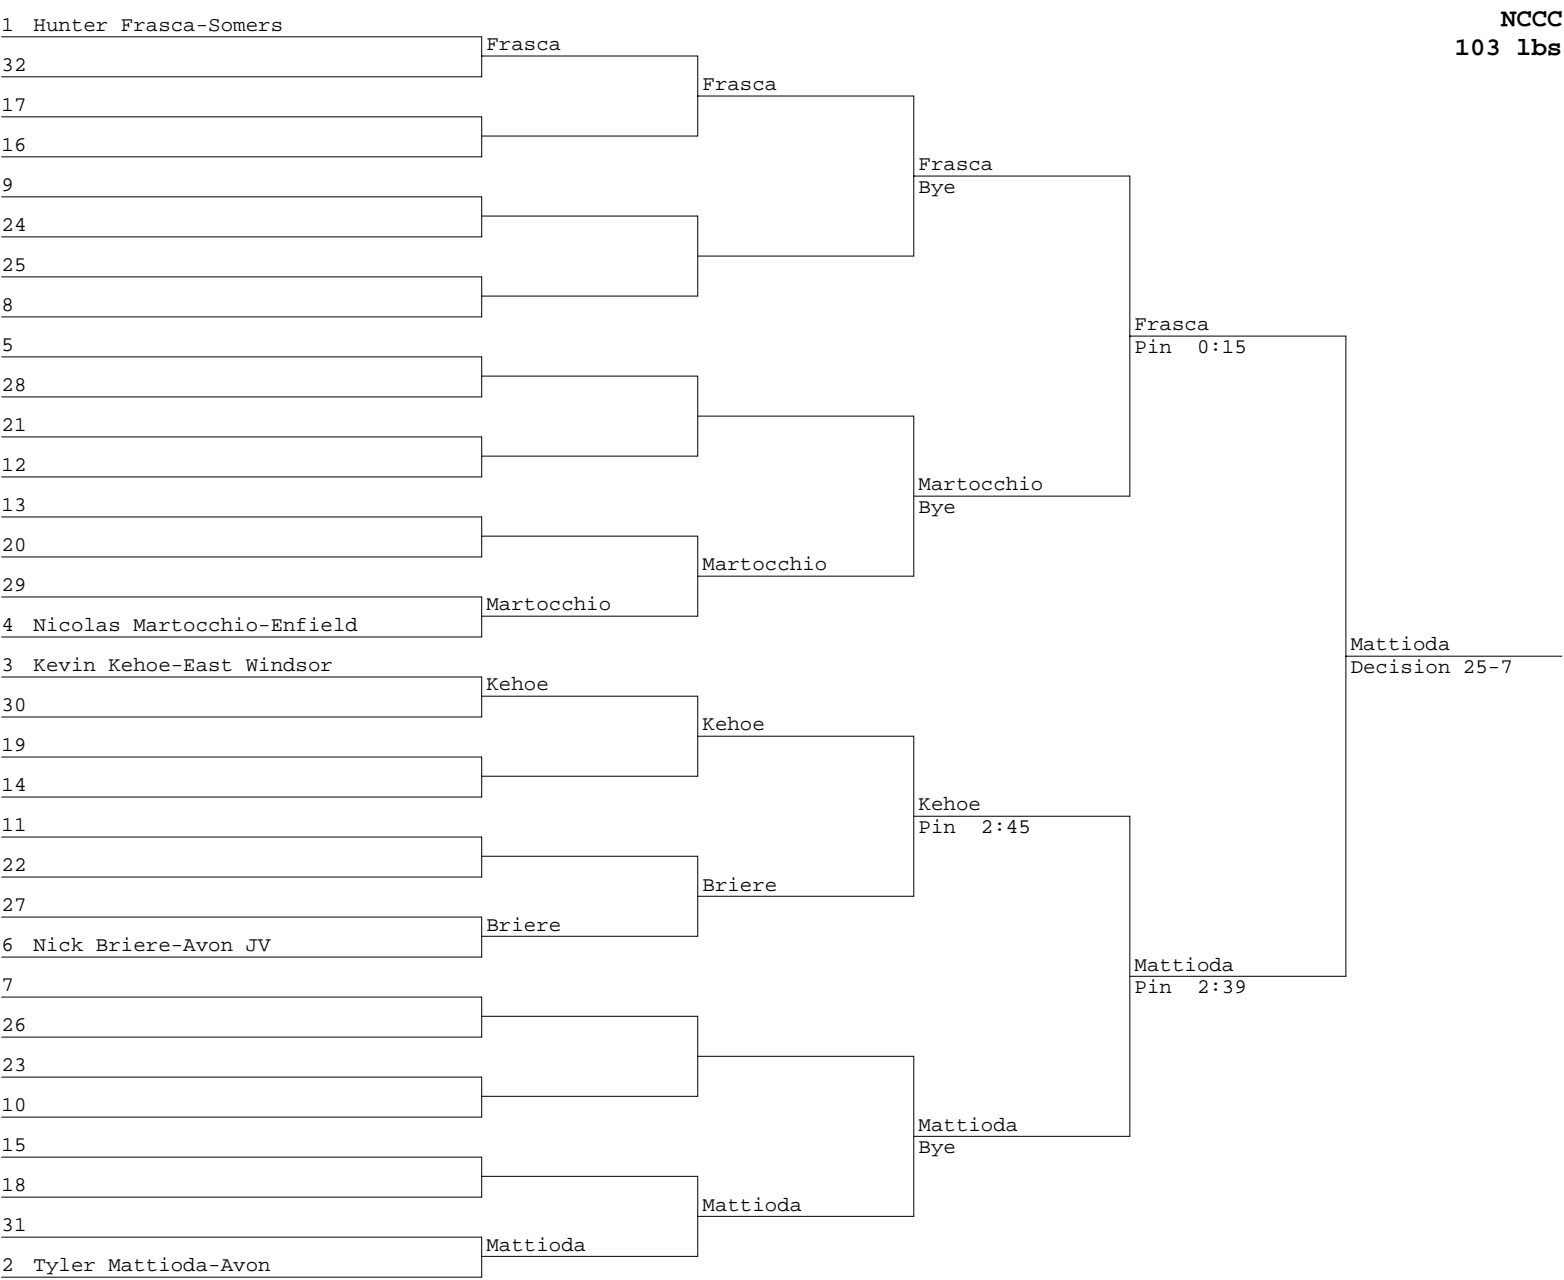 NCCC
103 lbs
1 Hunter Frasca-Somers
32
17
16
9
24
25
8
5
28
21
12
13
20
29
4 Nicolas Martocchio-Enfield
3 Kevin Kehoe-East Windsor
30
19
14
11
22
27
6 Nick Briere-Avon JV
7
26
23
10
15
18
31
2 Tyler Mattioda-Avon
Frasca
Martocchio
Kehoe
Briere
Mattioda
Frasca
Martocchio
Kehoe
Briere
Mattioda
Frasca
Bye
Martocchio
Bye
Kehoe
Pin 2:45
Mattioda
Bye
Frasca
Pin 0:15
Mattioda
Pin 2:39
Mattioda
Decision 25-7